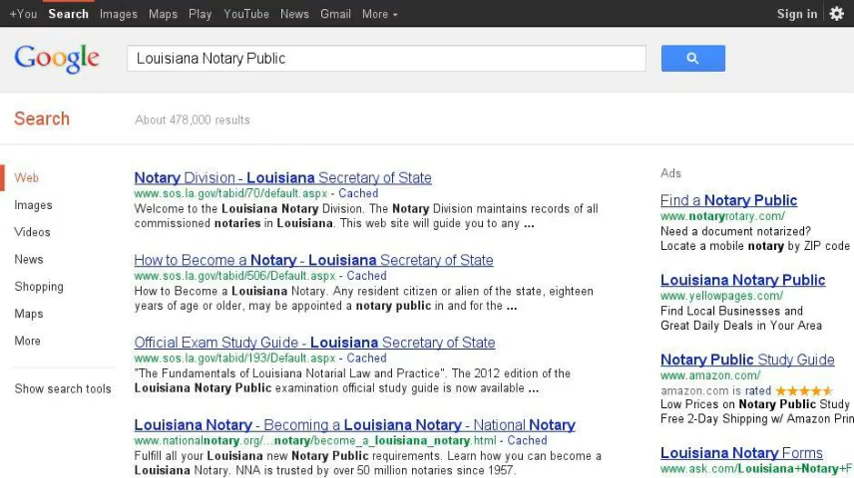 +You Search Images Maps Play YouTube News Gmail More Sign in
Google
Louisiana Notary Public
Search
About 478,000 results
Web
Images
Videos
News
Shopping
Maps
More
Show search tools
Notary Division - Louisiana Secretary of State
www.sos.la.gov/tabid/70/default.aspx - Cached
Welcome to the Louisiana Notary Division. The Notary Division maintains records of all
commissioned notaries in Louisiana. This web site will guide you to any ...
How to Become a Notary - Louisiana Secretary of State
www.sos.la.gov/tabid/506/Default.aspx - Cached
How to Become a Louisiana Notary. Any resident citizen or alien of the state, eighteen
years of age or older, may be appointed a notary public in and for the ...
Official Exam Study Guide - Louisiana Secretary of State
www.sos.la.gov/tabid/193/Default.aspx - Cached
"The Fundamentals of Louisiana Notarial Law and Practice". The 2012 edition of the
Louisiana Notary Public examination official study guide is now available ...
Louisiana Notary - Becoming a Louisiana Notary - National Notary
www.nationalnotary.org/...notary/become_a_louisiana_notary.html - Cached
Fulfill all your Louisiana new Notary Public requirements. Learn how you can become a
Louisiana Notary. NNA is trusted by over 50 million notaries since 1957.
Ads
Find a Notary Public
www.notaryrotary.com/
Need a document notarized?
Locate a mobile notary by ZIP code
Louisiana Notary Public
www.yellowpages.com/
Find Local Businesses and
Great Daily Deals in Your Area
Notary Public Study Guide
www.amazon.com/
amazon.com is rated
Low Prices on Notary Public Study
Free 2-Day Shipping w/ Amazon Prin
Louisiana Notary Forms
www.ask.com/Louisiana+Notary+F